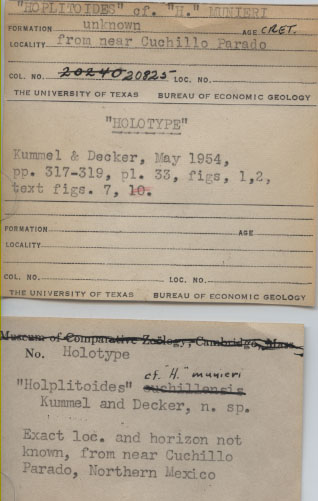 "HOPLITOIDES" cf. "H." MUNIERI
FORMATION unknown AGE CRET.
LOCALITY from near Cuchillo Parado
COL. NO. 20240 20825 LOC. NO.
THE UNIVERSITY OF TEXAS BUREAU OF ECONOMIC GEOLOGY
"HOLOTYPE"
Kummel & Decker, May 1954,
pp. 317-319, pl. 33, figs, 1,2,
text figs. 7, 10.
FORMATION AGE
LOCALITY
COL. NO. LOC. NO.
THE UNIVERSITY OF TEXAS BUREAU OF ECONOMIC GEOLOGY
Museum of Comparative Zoology, Cambridge, Mass.
No. Holotype
cf. "H." munieri
"Holplitoides" cuchillensis
Kummel and Decker, n. sp.
Exact loc. and horizon not
known, from near Cuchillo
Parado, Northern Mexico